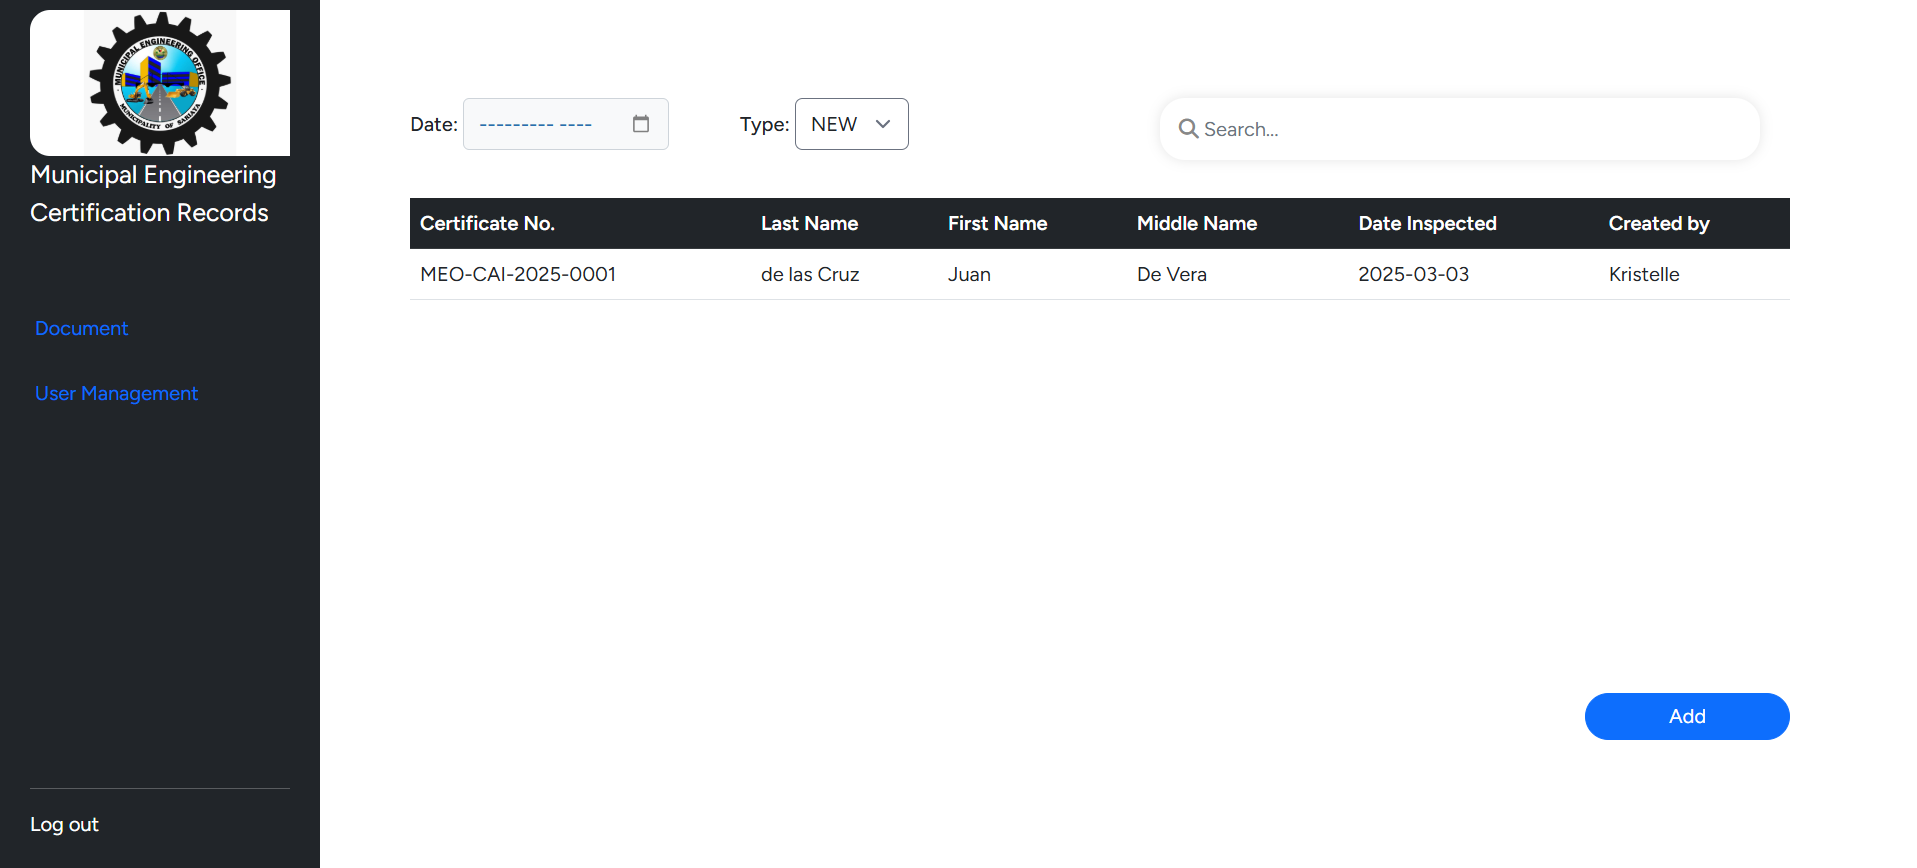 MUNICIPAL ENGINEERING OFFICE
MUNICIPALITY OF SARIAYA
Municipal Engineering
Certification Records
Document
User Management
Log out
Date: --------- ----
Type: NEW
Search...
Certificate No. Last Name First Name Middle Name Date Inspected Created by
MEO-CAI-2025-0001 de las Cruz Juan De Vera 2025-03-03 Kristelle
Add